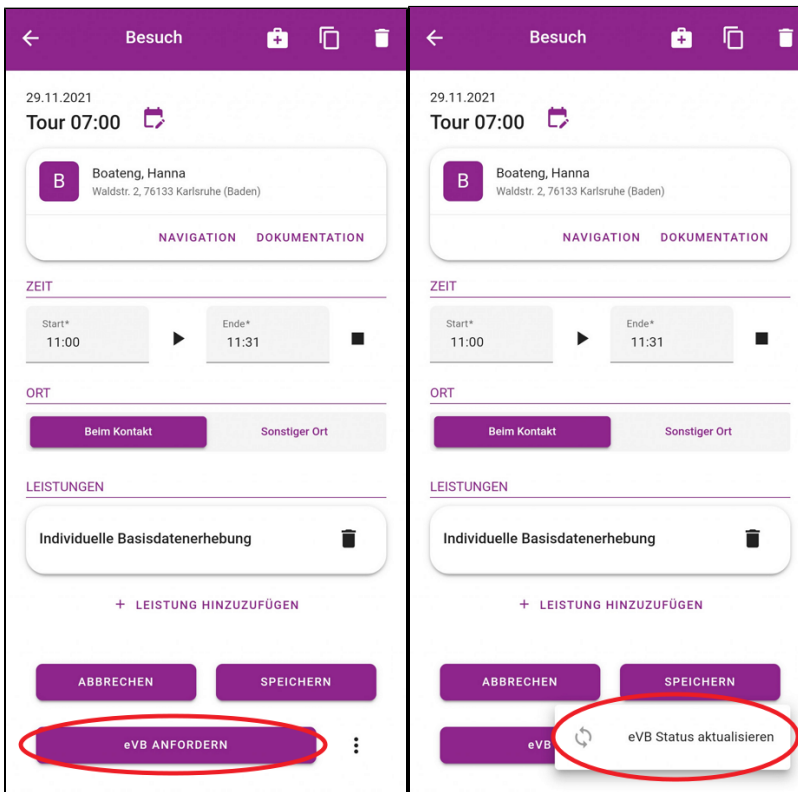 Besuch
29.11.2021
Tour 07:00
B
Boateng, Hanna
Waldstr. 2, 76133 Karlsruhe (Baden)
NAVIGATION DOKUMENTATION
ZEIT
Start*
11:00
Ende*
11:31
ORT
Beim Kontakt Sonstiger Ort
LEISTUNGEN
Individuelle Basisdatenerhebung
+ LEISTUNG HINZUZUFÜGEN
ABBRECHEN SPEICHERN
eVB ANFORDERN
Besuch
29.11.2021
Tour 07:00
B
Boateng, Hanna
Waldstr. 2, 76133 Karlsruhe (Baden)
NAVIGATION DOKUMENTATION
ZEIT
Start*
11:00
Ende*
11:31
ORT
Beim Kontakt Sonstiger Ort
LEISTUNGEN
Individuelle Basisdatenerhebung
+ LEISTUNG HINZUZUFÜGEN
ABBRECHEN SPEICHERN
eVB
eVB Status aktualisieren